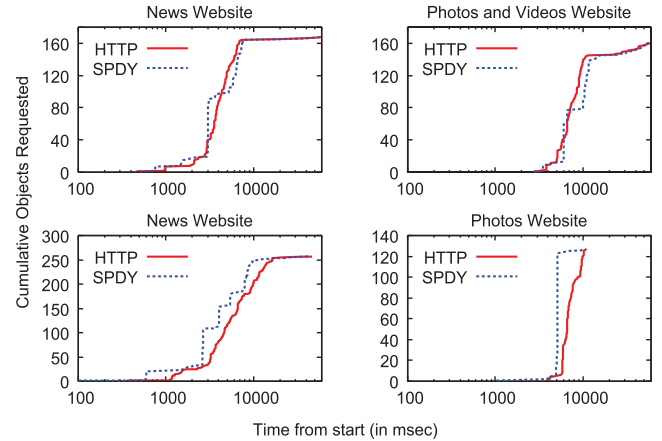 News Website
HTTP
SPDY
160
120
80
40
0
100 1000 10000
Photos and Videos Website
HTTP
SPDY
160
120
80
40
0
100 1000 10000
Cumulative Objects Requested
News Website
HTTP
SPDY
300
250
200
150
100
50
0
100 1000 10000
Photos Website
HTTP
SPDY
140
120
100
80
60
40
20
0
100 1000 10000
Time from start (in msec)